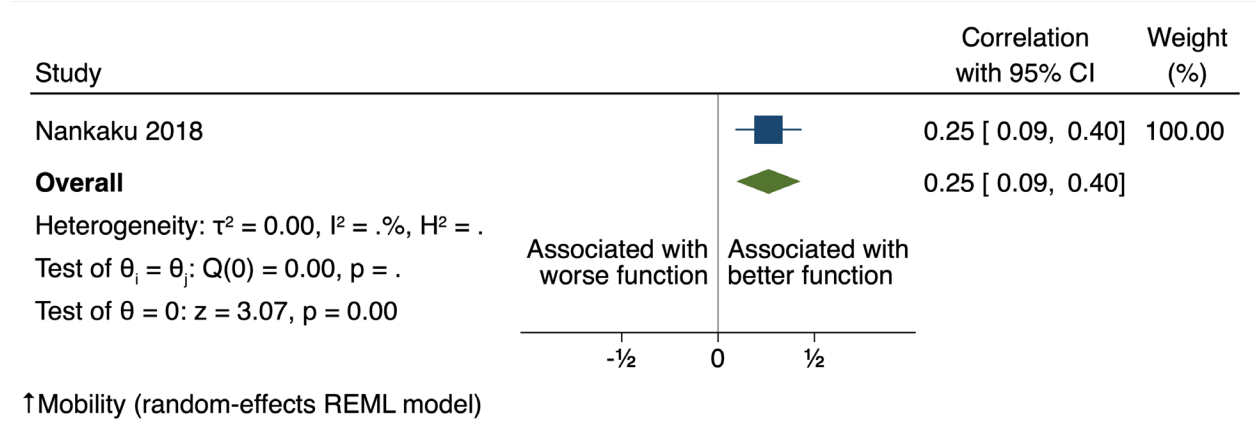 Correlation Weight
Study with 95% CI (%)
Nankaku 2018 0.25 [ 0.09, 0.40] 100.00
Overall 0.25 [ 0.09, 0.40]
Heterogeneity: τ² = 0.00, I² = .%, H² = .
Test of θᵢ = θⱼ: Q(0) = 0.00, p = .
Test of θ = 0: z = 3.07, p = 0.00
Associated with Associated with
worse function better function
-½ 0 ½
↑Mobility (random-effects REML model)